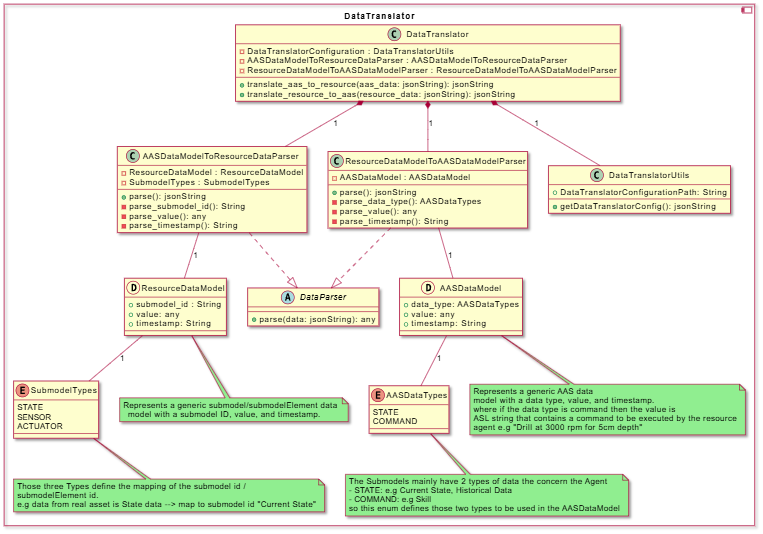 DataTranslator
C DataTranslator
DataTranslatorConfiguration : DataTranslatorUtils
AASDataModelToResourceDataParser : AASDataModelToResourceDataParser
ResourceDataModelToAASDataModelParser : ResourceDataModelToAASDataModelParser
translate_aas_to_resource(aas_data: jsonString): jsonString
translate_resource_to_aas(resource_data: jsonString): jsonString
1
1
1
C AASDataModelToResourceDataParser
ResourceDataModel : ResourceDataModel
SubmodelTypes : SubmodelTypes
parse(): jsonString
parse_submodel_id(): String
parse_value(): any
parse_timestamp(): String
C ResourceDataModelToAASDataModelParser
AASDataModel : AASDataModel
parse(): jsonString
parse_data_type(): AASDataTypes
parse_value(): any
parse_timestamp(): String
C DataTranslatorUtils
DataTranslatorConfigurationPath: String
getDataTranslatorConfig(): jsonString
1
1
D ResourceDataModel
submodel_id : String
value: any
timestamp: String
A DataParser
parse(data: jsonString): any
D AASDataModel
data_type: AASDataTypes
value: any
timestamp: String
1
1
E SubmodelTypes
STATE
SENSOR
ACTUATOR
Represents a generic submodel/submodelElement data
model with a submodel ID, value, and timestamp.
E AASDataTypes
STATE
COMMAND
Represents a generic AAS data
model with a data type, value, and timestamp.
where if the data type is command then the value is
ASL string that contains a command to be executed by the resource
agent e.g "Drill at 3000 rpm for 5cm depth"
Those three Types define the mapping of the submodel id /
submodelElement id.
e.g data from real asset is State data --> map to submodel id "Current State"
The Submodels mainly have 2 types of data the concern the Agent
- STATE: e.g Current State, Historical Data
- COMMAND: e.g Skill
so this enum defines those two types to be used in the AASDataModel